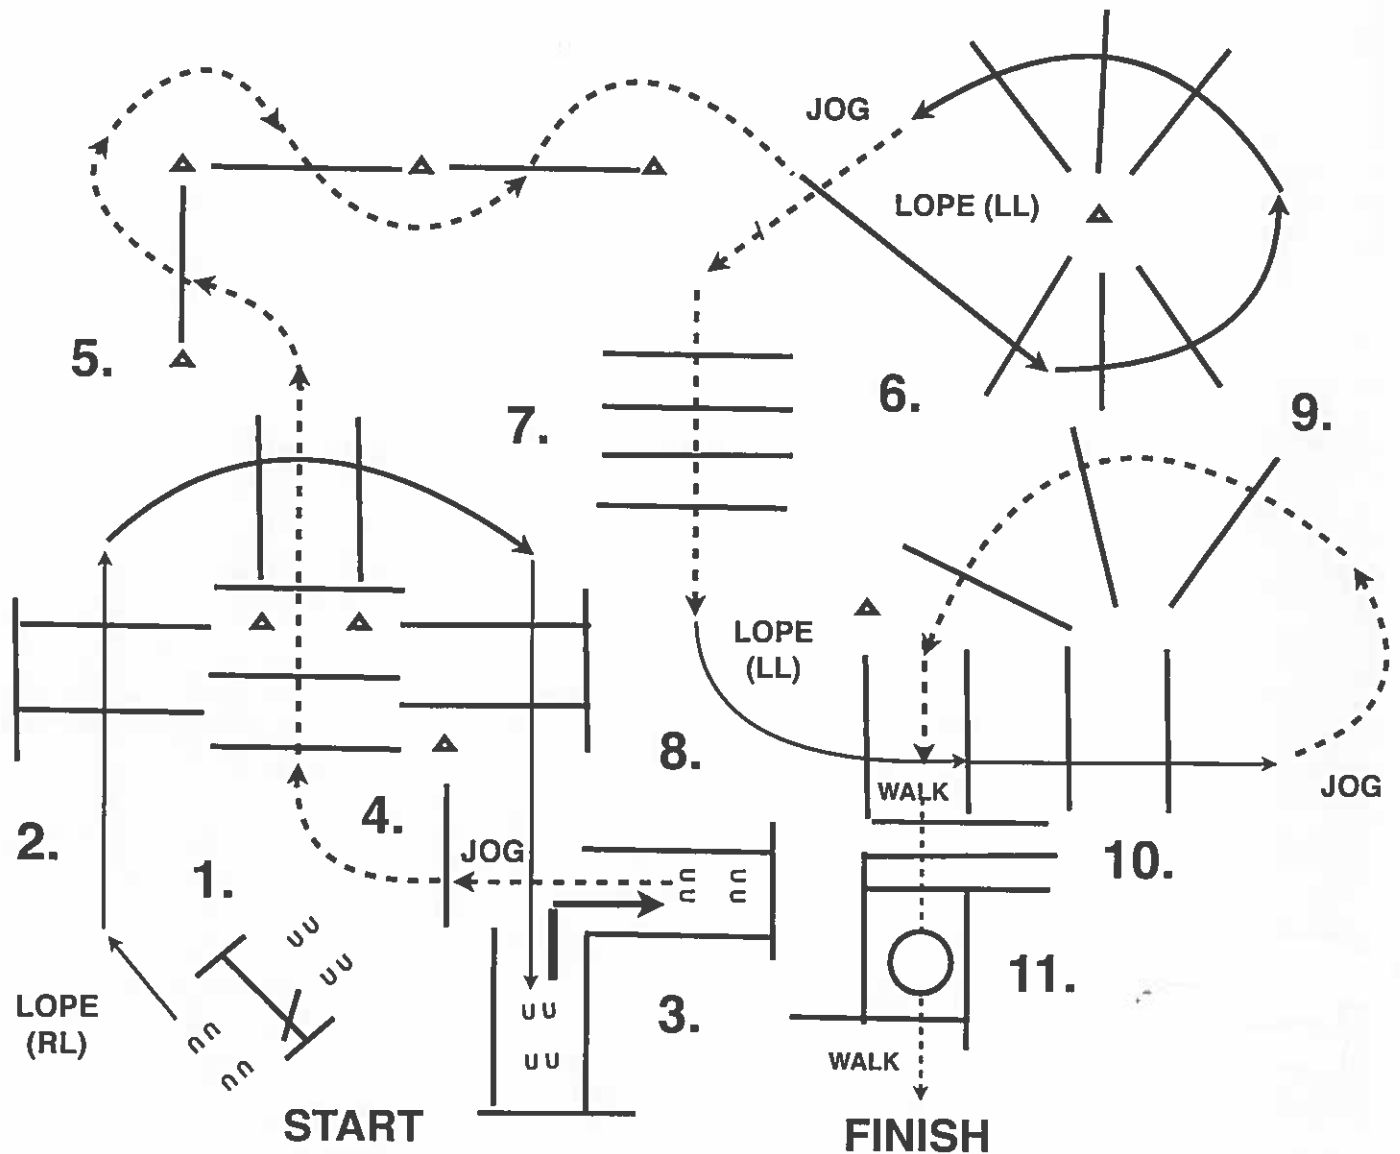 JOG
LOPE (LL)
5.
7.
6.
9.
LOPE
(LL)
8.
JOG
2.
4.
1.
JOG
WALK
10.
LOPE
(RL)
3.
11.
WALK
START
FINISH